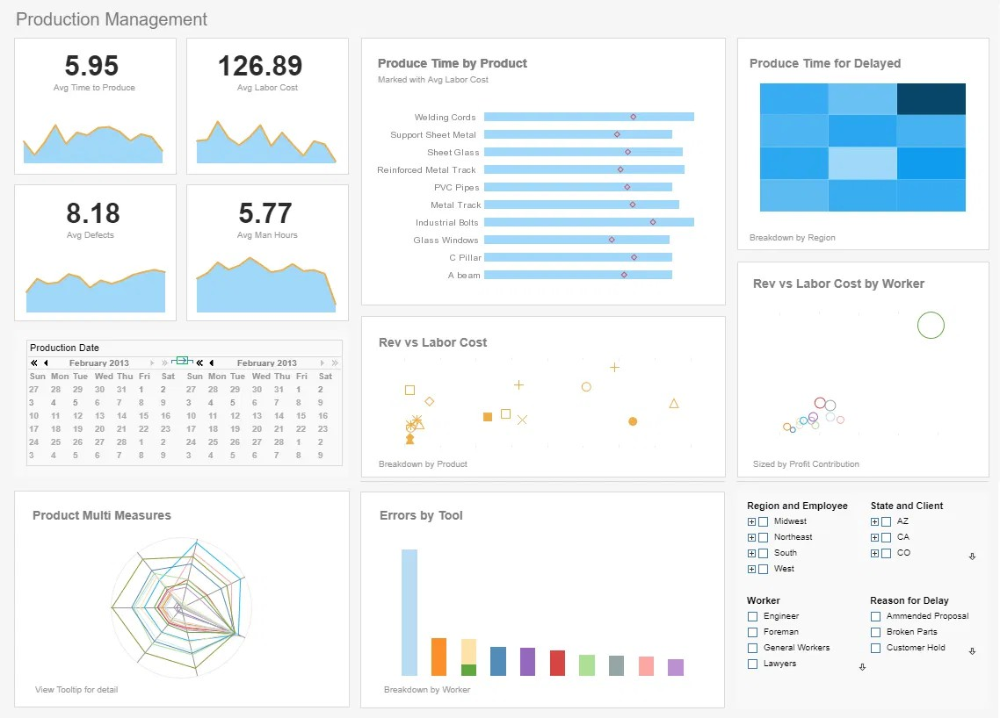 Production Management
5.95
Avg Time to Produce
126.89
Avg Labor Cost
8.18
Avg Defects
5.77
Avg Man Hours
Production Date
February 2013
February 2013
Sun Mon Tue Wed Thu Fri Sat Sun Mon Tue Wed Thu Fri Sat
27 28 29 30 31 1 2 27 28 29 30 31 1 2
3 4 5 6 7 8 9 3 4 5 6 7 8 9
10 11 12 13 14 15 16 10 11 12 13 14 15 16
17 18 19 20 21 22 23 17 18 19 20 21 22 23
24 25 26 27 28 1 2 24 25 26 27 28 1 2
3 4 5 6 7 8 9 3 4 5 6 7 8 9
Produce Time by Product
Marked with Avg Labor Cost
Welding Cords
Support Sheet Metal
Sheet Glass
Reinforced Metal Track
PVC Pipes
Metal Track
Industrial Bolts
Glass Windows
C Pillar
A beam
Produce Time for Delayed
Breakdown by Region
Rev vs Labor Cost
Breakdown by Product
Rev vs Labor Cost by Worker
Sized by Profit Contribution
Product Multi Measures
View Tooltip for detail
Errors by Tool
Breakdown by Worker
Region and Employee
Midwest
Northeast
South
West
State and Client
AZ
CA
CO
Worker
Engineer
Foreman
General Workers
Lawyers
Reason for Delay
Ammended Proposal
Broken Parts
Customer Hold